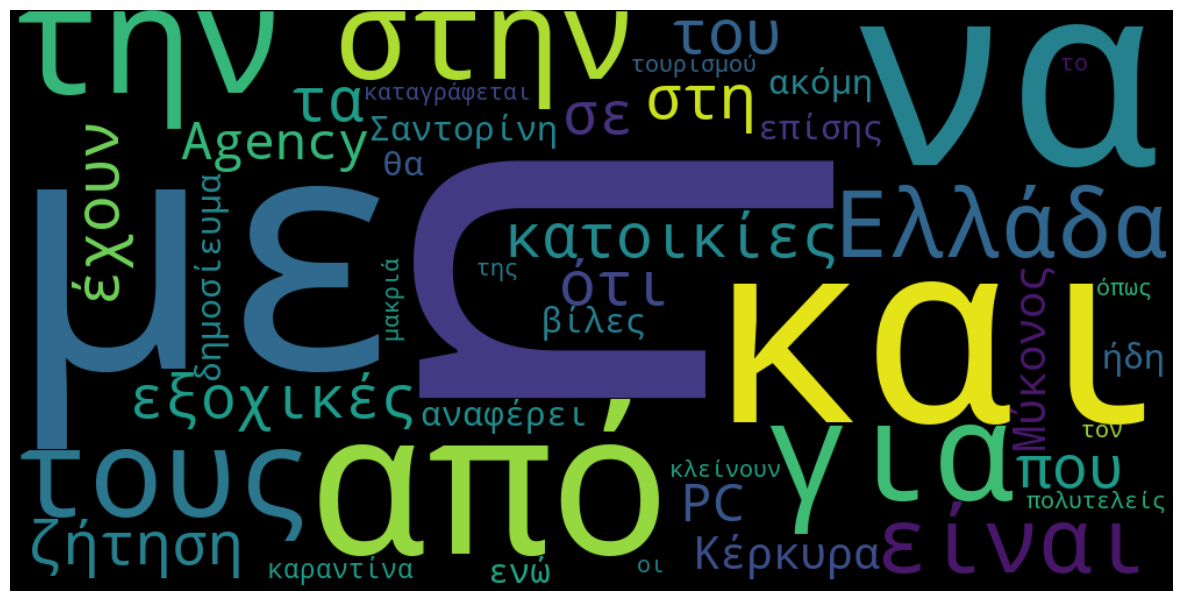 την
στην
του
να
το
τουρισμού
ακόμη
τα
καταγράφεται
σε
στη
επίσης
Agency
Σαντορίνη
θα
έχουν
δημοσίευμα
με
σ
κατοικίες
Ελλάδα
της
ότι
μακριά
βίλες
και
Μύκονος
όπως
ήδη
εξοχικές
αναφέρει
τον
τους
από
για
κλείνουν
που
PC
πολυτελείς
ζήτηση
Κέρκυρα
είναι
καραντίνα
ενώ
οι